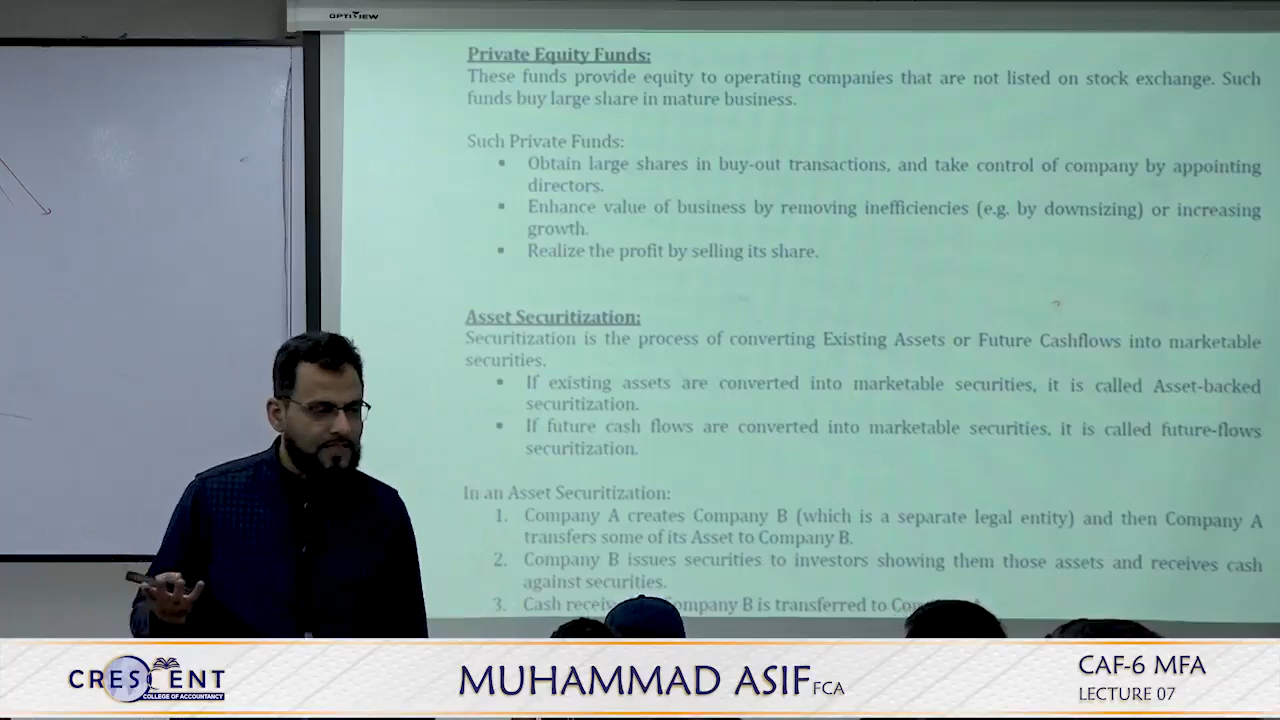 OPTIVIEW
Private Equity Funds:
These funds provide equity to operating companies that are not listed on stock exchange. Such
funds buy large share in mature business.
Such Private Funds:
▪ Obtain large shares in buy-out transactions, and take control of company by appointing
directors.
▪ Enhance value of business by removing inefficiencies (e.g. by downsizing) or increasing
growth.
▪ Realize the profit by selling its share.
Asset Securitization:
Securitization is the process of converting Existing Assets or Future Cashflows into marketable
securities.
• If existing assets are converted into marketable securities, it is called Asset-backed
securitization.
• If future cash flows are converted into marketable securities, it is called future-flows
securitization.
In an Asset Securitization:
1. Company A creates Company B (which is a separate legal entity) and then Company A
transfers some of its Asset to Company B.
2. Company B issues securities to investors showing them those assets and receives cash
against securities.
3. Cash Company B is transferred to
CRESCENT
COLLEGE OF ACCOUNTANCY
MUHAMMAD ASIF FCA
CAF-6 MFA
LECTURE 07